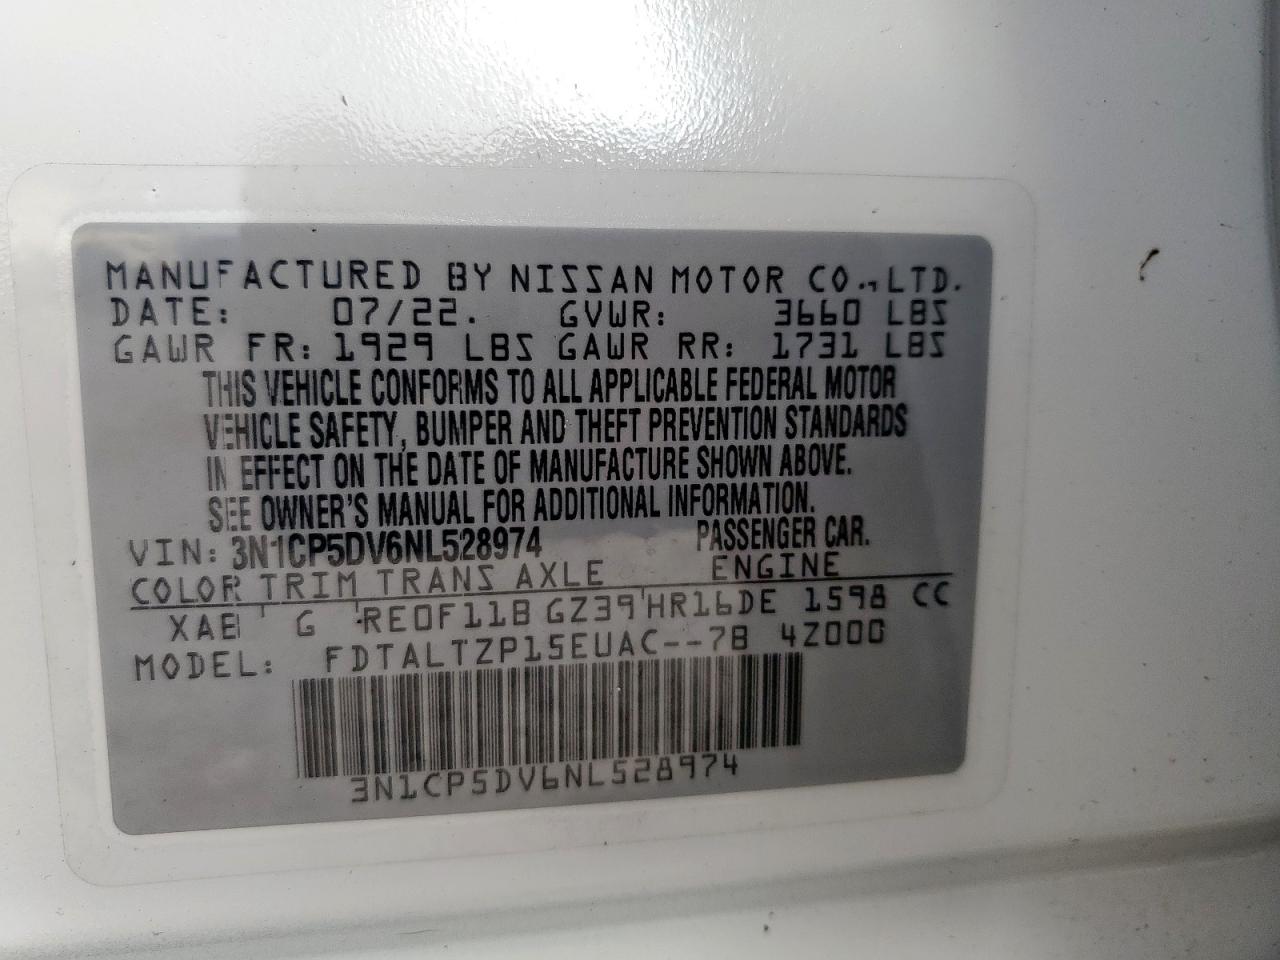 MANUFACTURED BY NISSAN MOTOR CO., LTD.
DATE: 07/22. GVWR: 3660 LBS
GAWR FR: 1929 LBS GAWR RR: 1731 LBS
THIS VEHICLE CONFORMS TO ALL APPLICABLE FEDERAL MOTOR
VEHICLE SAFETY, BUMPER AND THEFT PREVENTION STANDARDS
IN EFFECT ON THE DATE OF MANUFACTURE SHOWN ABOVE.
SEE OWNER'S MANUAL FOR ADDITIONAL INFORMATION.
VIN: 3N1CP5DV6NL528974 PASSENGER CAR.
COLOR TRIM TRANS AXLE ENGINE
XAB G RE0F11B GZ39 HR16DE 1598 CC
MODEL: FDTALTZP15EUAC--7B 4Z000
3N1CP5DV6NL528974